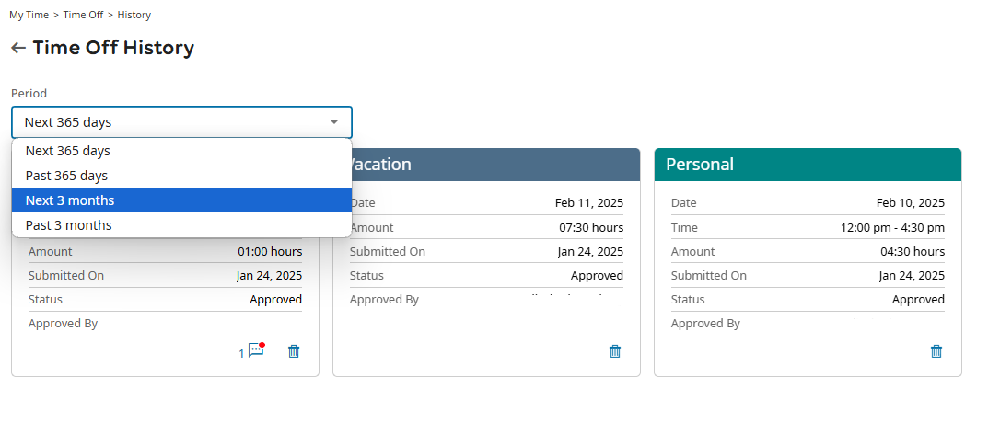 My Time > Time Off > History
← Time Off History
Period
Next 365 days
Next 365 days
Past 365 days
Next 3 months
Past 3 months
Amount 01:00 hours
Submitted On Jan 24, 2025
Status Approved
Approved By
1
Vacation
Date Feb 11, 2025
Amount 07:30 hours
Submitted On Jan 24, 2025
Status Approved
Approved By
Personal
Date Feb 10, 2025
Time 12:00 pm - 4:30 pm
Amount 04:30 hours
Submitted On Jan 24, 2025
Status Approved
Approved By